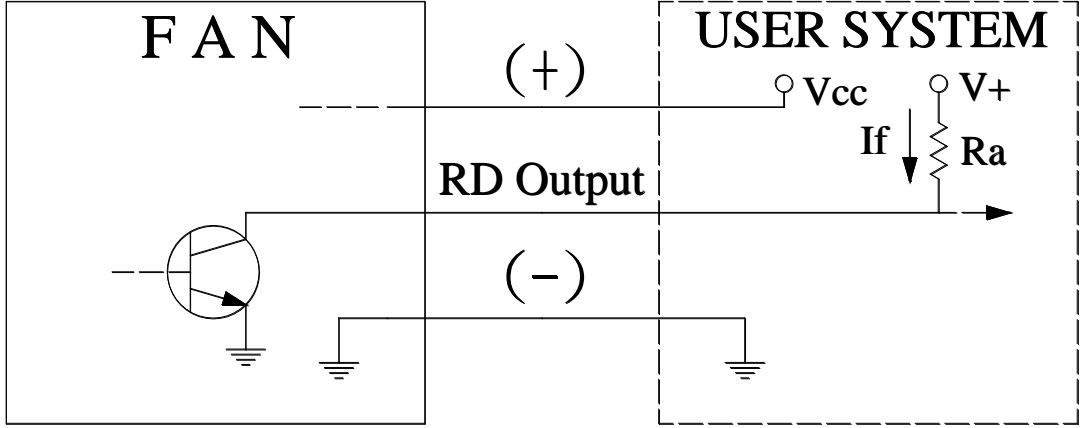 F A N
USER SYSTEM
(+)
Vcc
V+
If
Ra
RD Output
(-)